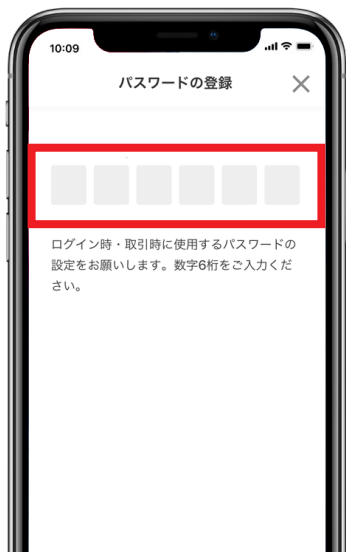 10:09
パスワードの登録
ログイン時・取引時に使用するパスワードの
設定をお願いします。数字6桁をご入力くだ
さい。